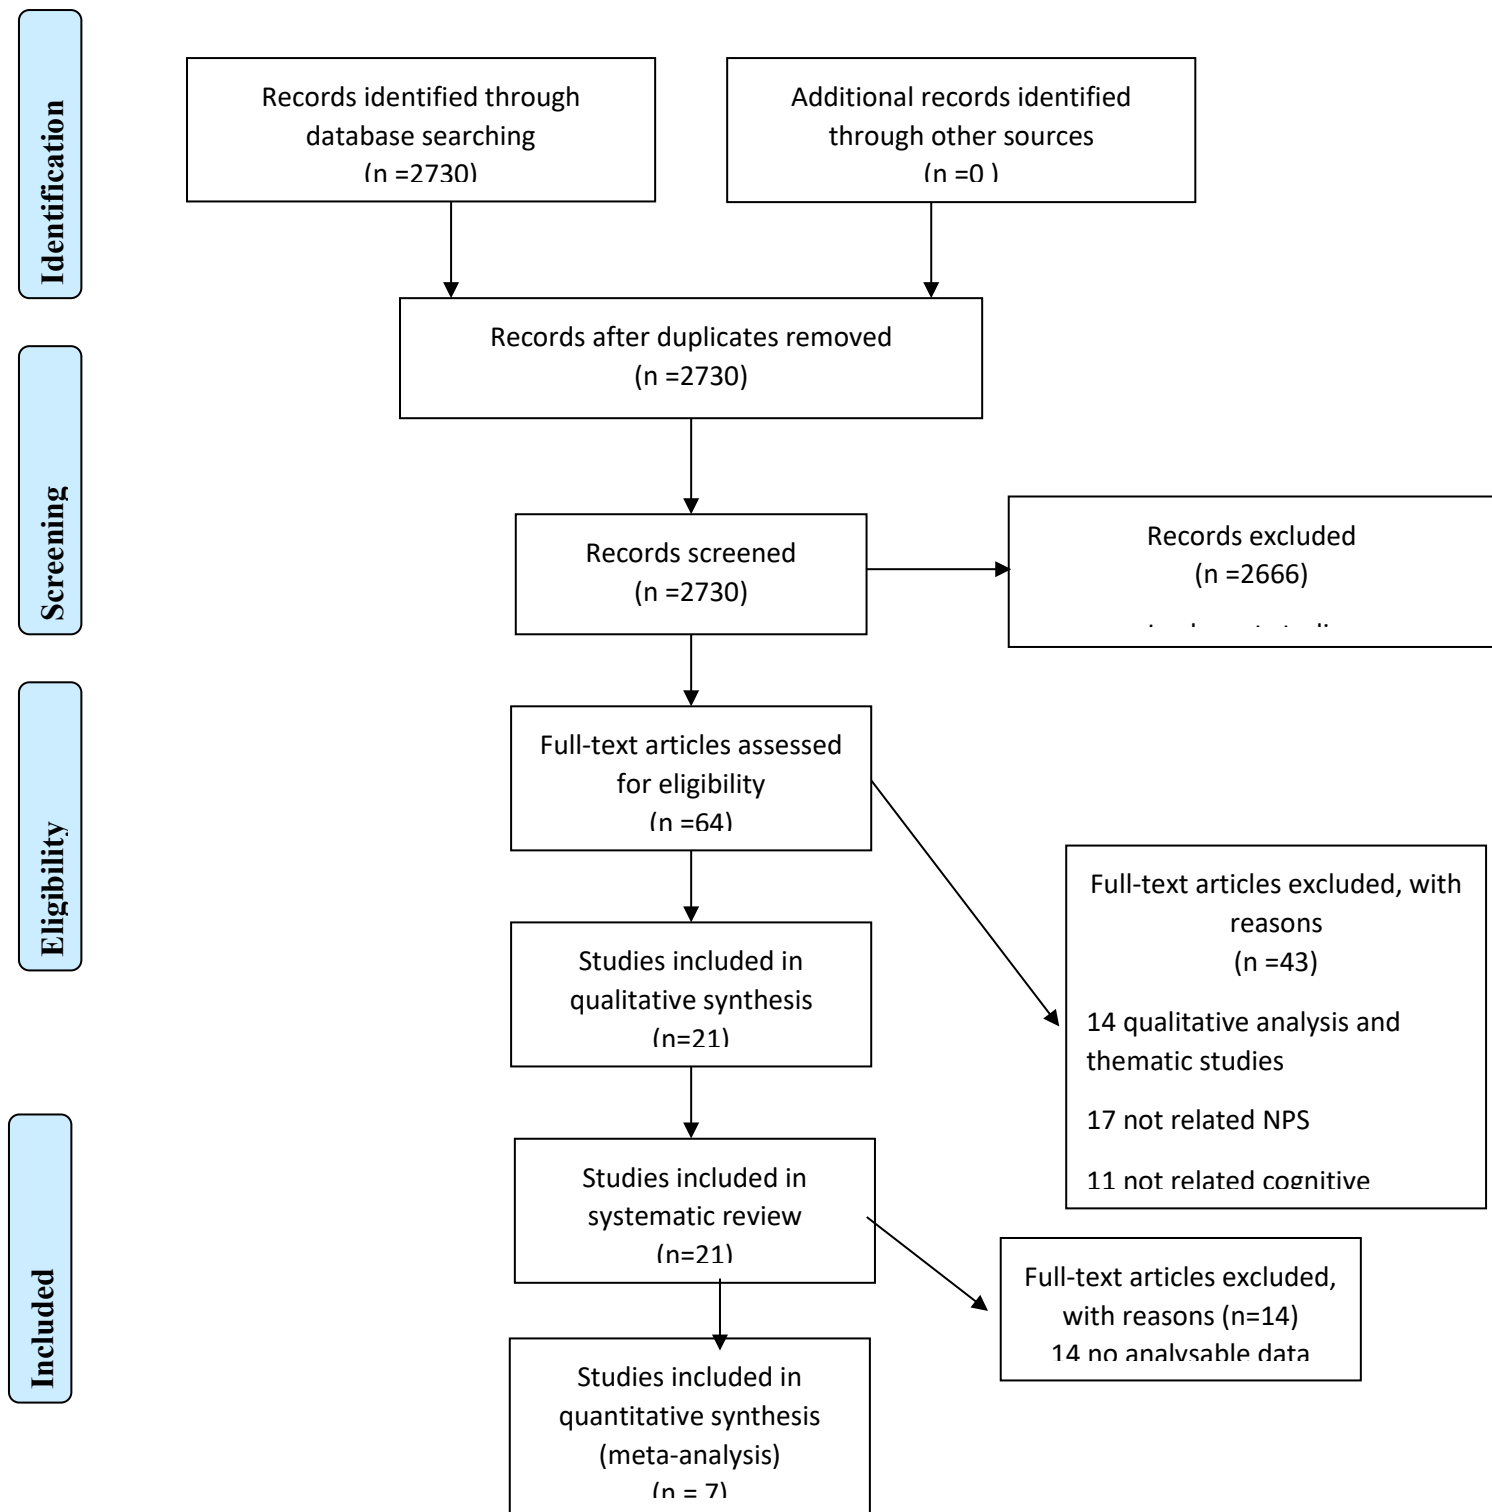 Identification
Records identified through
database searching
(n =2730)
Additional records identified
through other sources
(n =0 )
Records after duplicates removed
(n =2730)
Screening
Records screened
(n =2730)
Records excluded
(n =2666)
Eligibility
Full-text articles assessed
for eligibility
(n =64)
Full-text articles excluded, with
reasons
(n =43)
14 qualitative analysis and
thematic studies
17 not related NPS
11 not related cognitive
Studies included in
qualitative synthesis
(n=21)
Included
Studies included in
systematic review
(n=21)
Full-text articles excluded,
with reasons (n=14)
14 no analysable data
Studies included in
quantitative synthesis
(meta-analysis)
(n = 7)